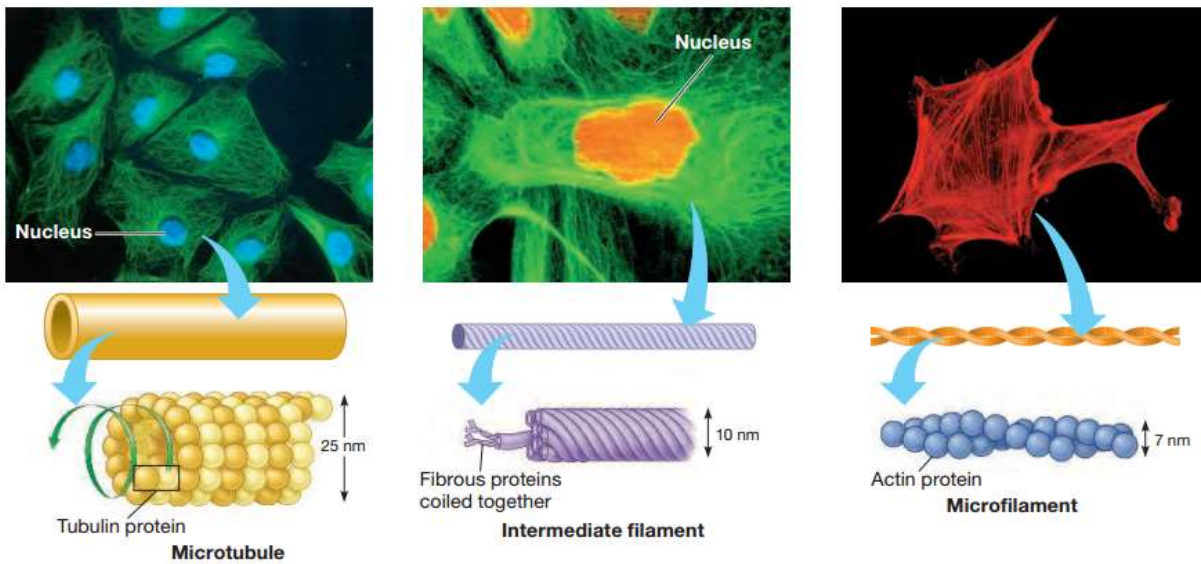 Nucleus
Nucleus
25 nm
Tubulin protein
Microtubule
10 nm
Fibrous proteins
coiled together
Intermediate filament
7 nm
Actin protein
Microfilament